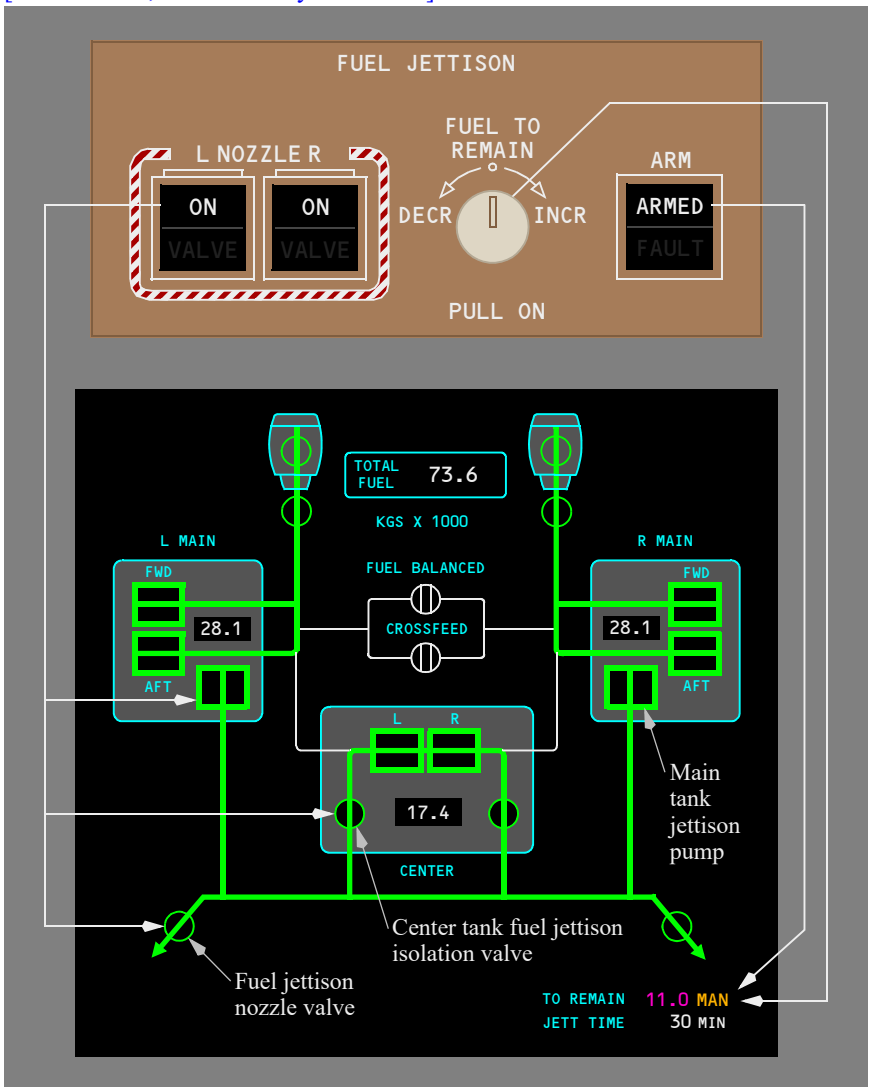 FUEL JETTISON
FUEL TO
REMAIN
L NOZZLE R
ARM
ON
ON
DECR
INCR
ARMED
VALVE
VALVE
FAULT
PULL ON
TOTAL
FUEL
73.6
KGS X 1000
L MAIN
R MAIN
FUEL BALANCED
FWD
FWD
28.1
CROSSFEED
28.1
AFT
AFT
L
R
Main
tank
jettison
pump
17.4
CENTER
Center tank fuel jettison
isolation valve
Fuel jettison
nozzle valve
TO REMAIN 11.0 MAN
JETT TIME 30 MIN